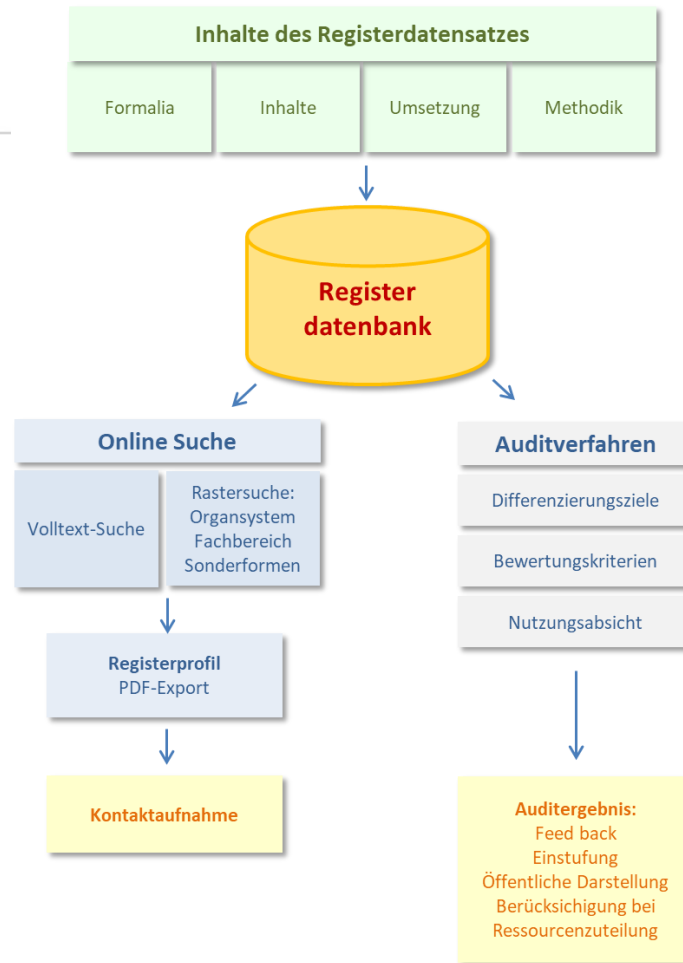 Inhalte des Registerdatensatzes
Formalia
Inhalte
Umsetzung
Methodik
Register
datenbank
Online Suche
Volltext-Suche
Rastersuche:
Organsystem
Fachbereich
Sonderformen
Registerprofil
PDF-Export
Kontaktaufnahme
Auditverfahren
Differenzierungsziele
Bewertungskriterien
Nutzungsabsicht
Auditergebnis:
Feed back
Einstufung
Öffentliche Darstellung
Berücksichigung bei
Ressourcenzuteilung